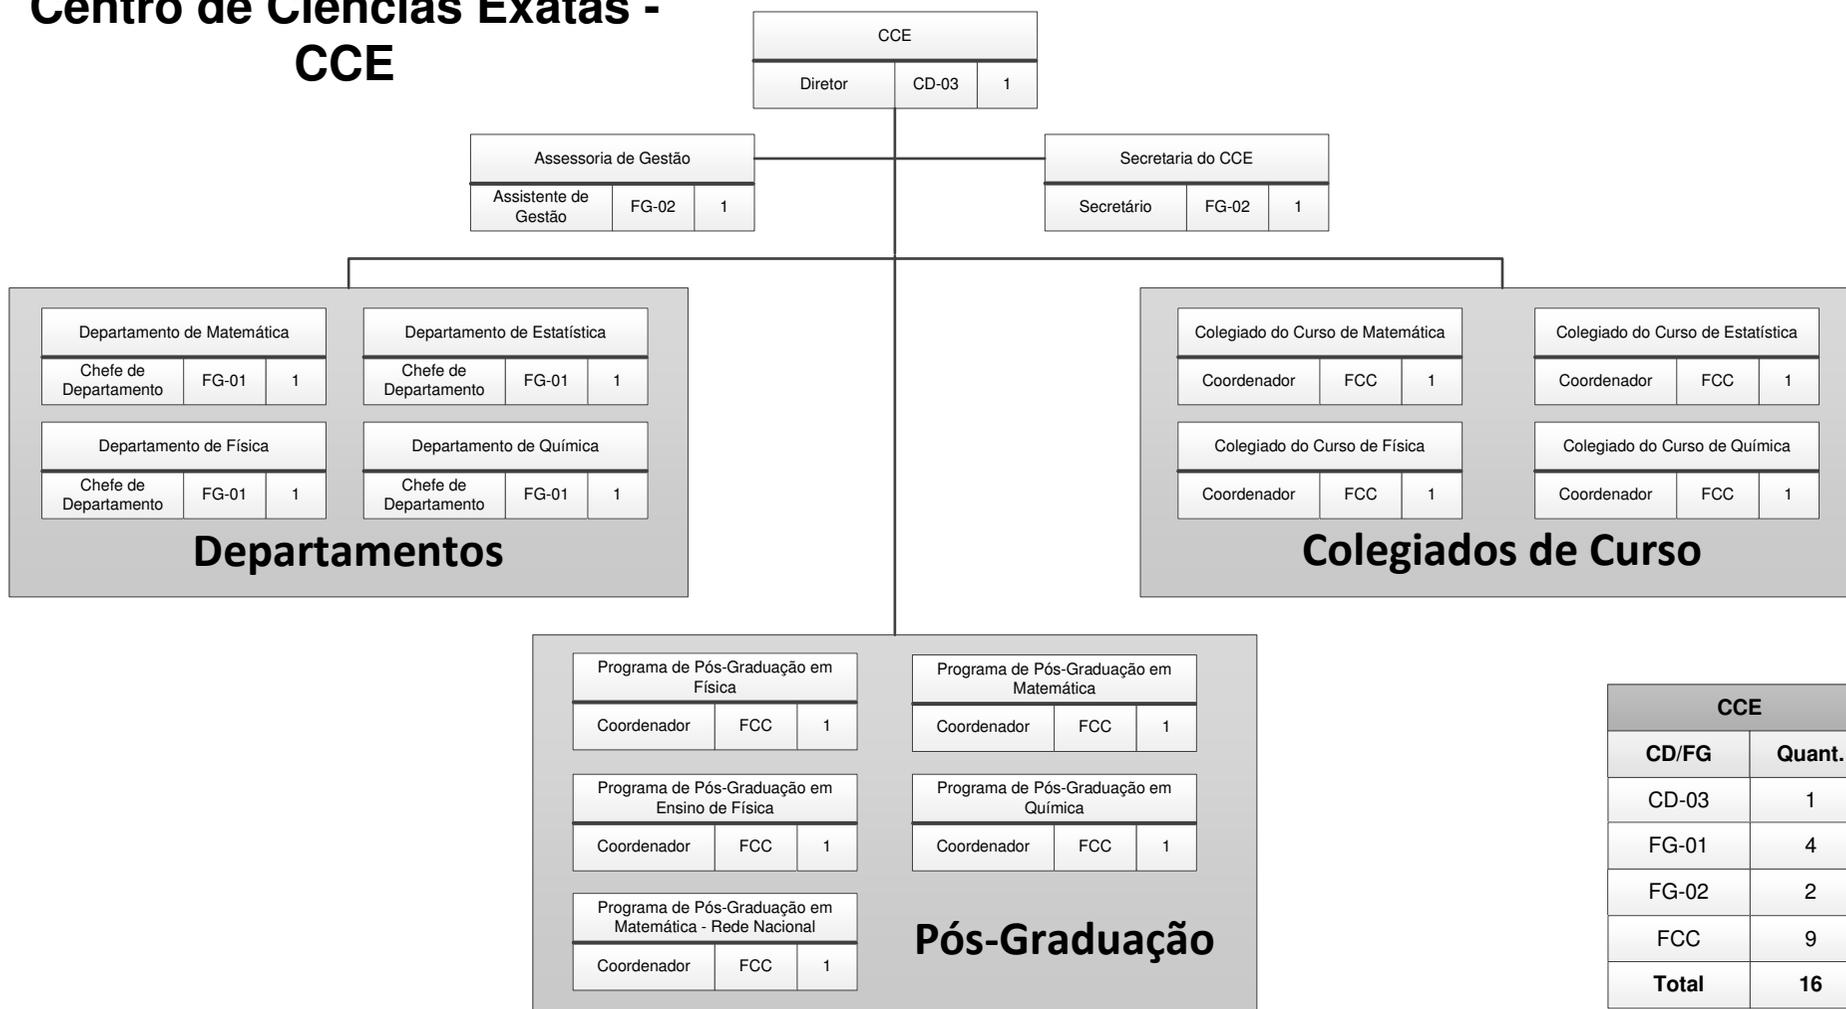 Centro de Ciências Exatas -
CCE
CCE
Diretor CD-03 1
Assessoria de Gestão
Assistente de
Gestão
FG-02 1
Secretaria do CCE
Secretário FG-02 1
Departamento de Matemática
Chefe de
Departamento
FG-01 1
Departamento de Estatística
Chefe de
Departamento
FG-01 1
Departamento de Física
Chefe de
Departamento
FG-01 1
Departamento de Química
Chefe de
Departamento
FG-01 1
Departamentos
Colegiado do Curso de Matemática
Coordenador FCC 1
Colegiado do Curso de Estatística
Coordenador FCC 1
Colegiado do Curso de Física
Coordenador FCC 1
Colegiado do Curso de Química
Coordenador FCC 1
Colegiados de Curso
Programa de Pós-Graduação em
Física
Coordenador FCC 1
Programa de Pós-Graduação em
Matemática
Coordenador FCC 1
Programa de Pós-Graduação em
Ensino de Física
Coordenador FCC 1
Programa de Pós-Graduação em
Química
Coordenador FCC 1
Programa de Pós-Graduação em
Matemática - Rede Nacional
Coordenador FCC 1
Pós-Graduação
CCE
CD/FG Quant.
CD-03 1
FG-01 4
FG-02 2
FCC 9
Total 16